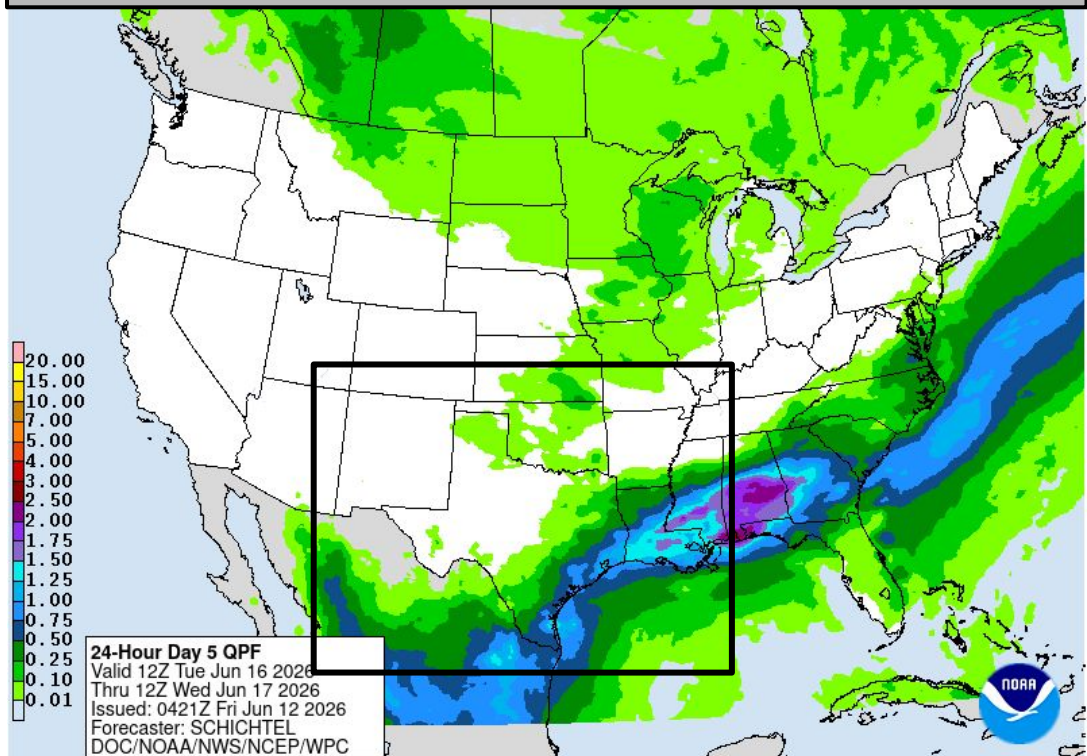 20.00
15.00
10.00
7.00
5.00
4.00
3.00
2.50
2.00
1.75
1.50
1.25
1.00
0.75
0.50
0.25
0.10
0.01
24-Hour Day 5 QPF
Valid 12Z Tue Jun 16 2026
Thru 12Z Wed Jun 17 2026
Issued: 0421Z Fri Jun 12 2026
Forecaster: SCHICHTEL
DOC/NOAA/NWS/NCEP/WPC
NOAA